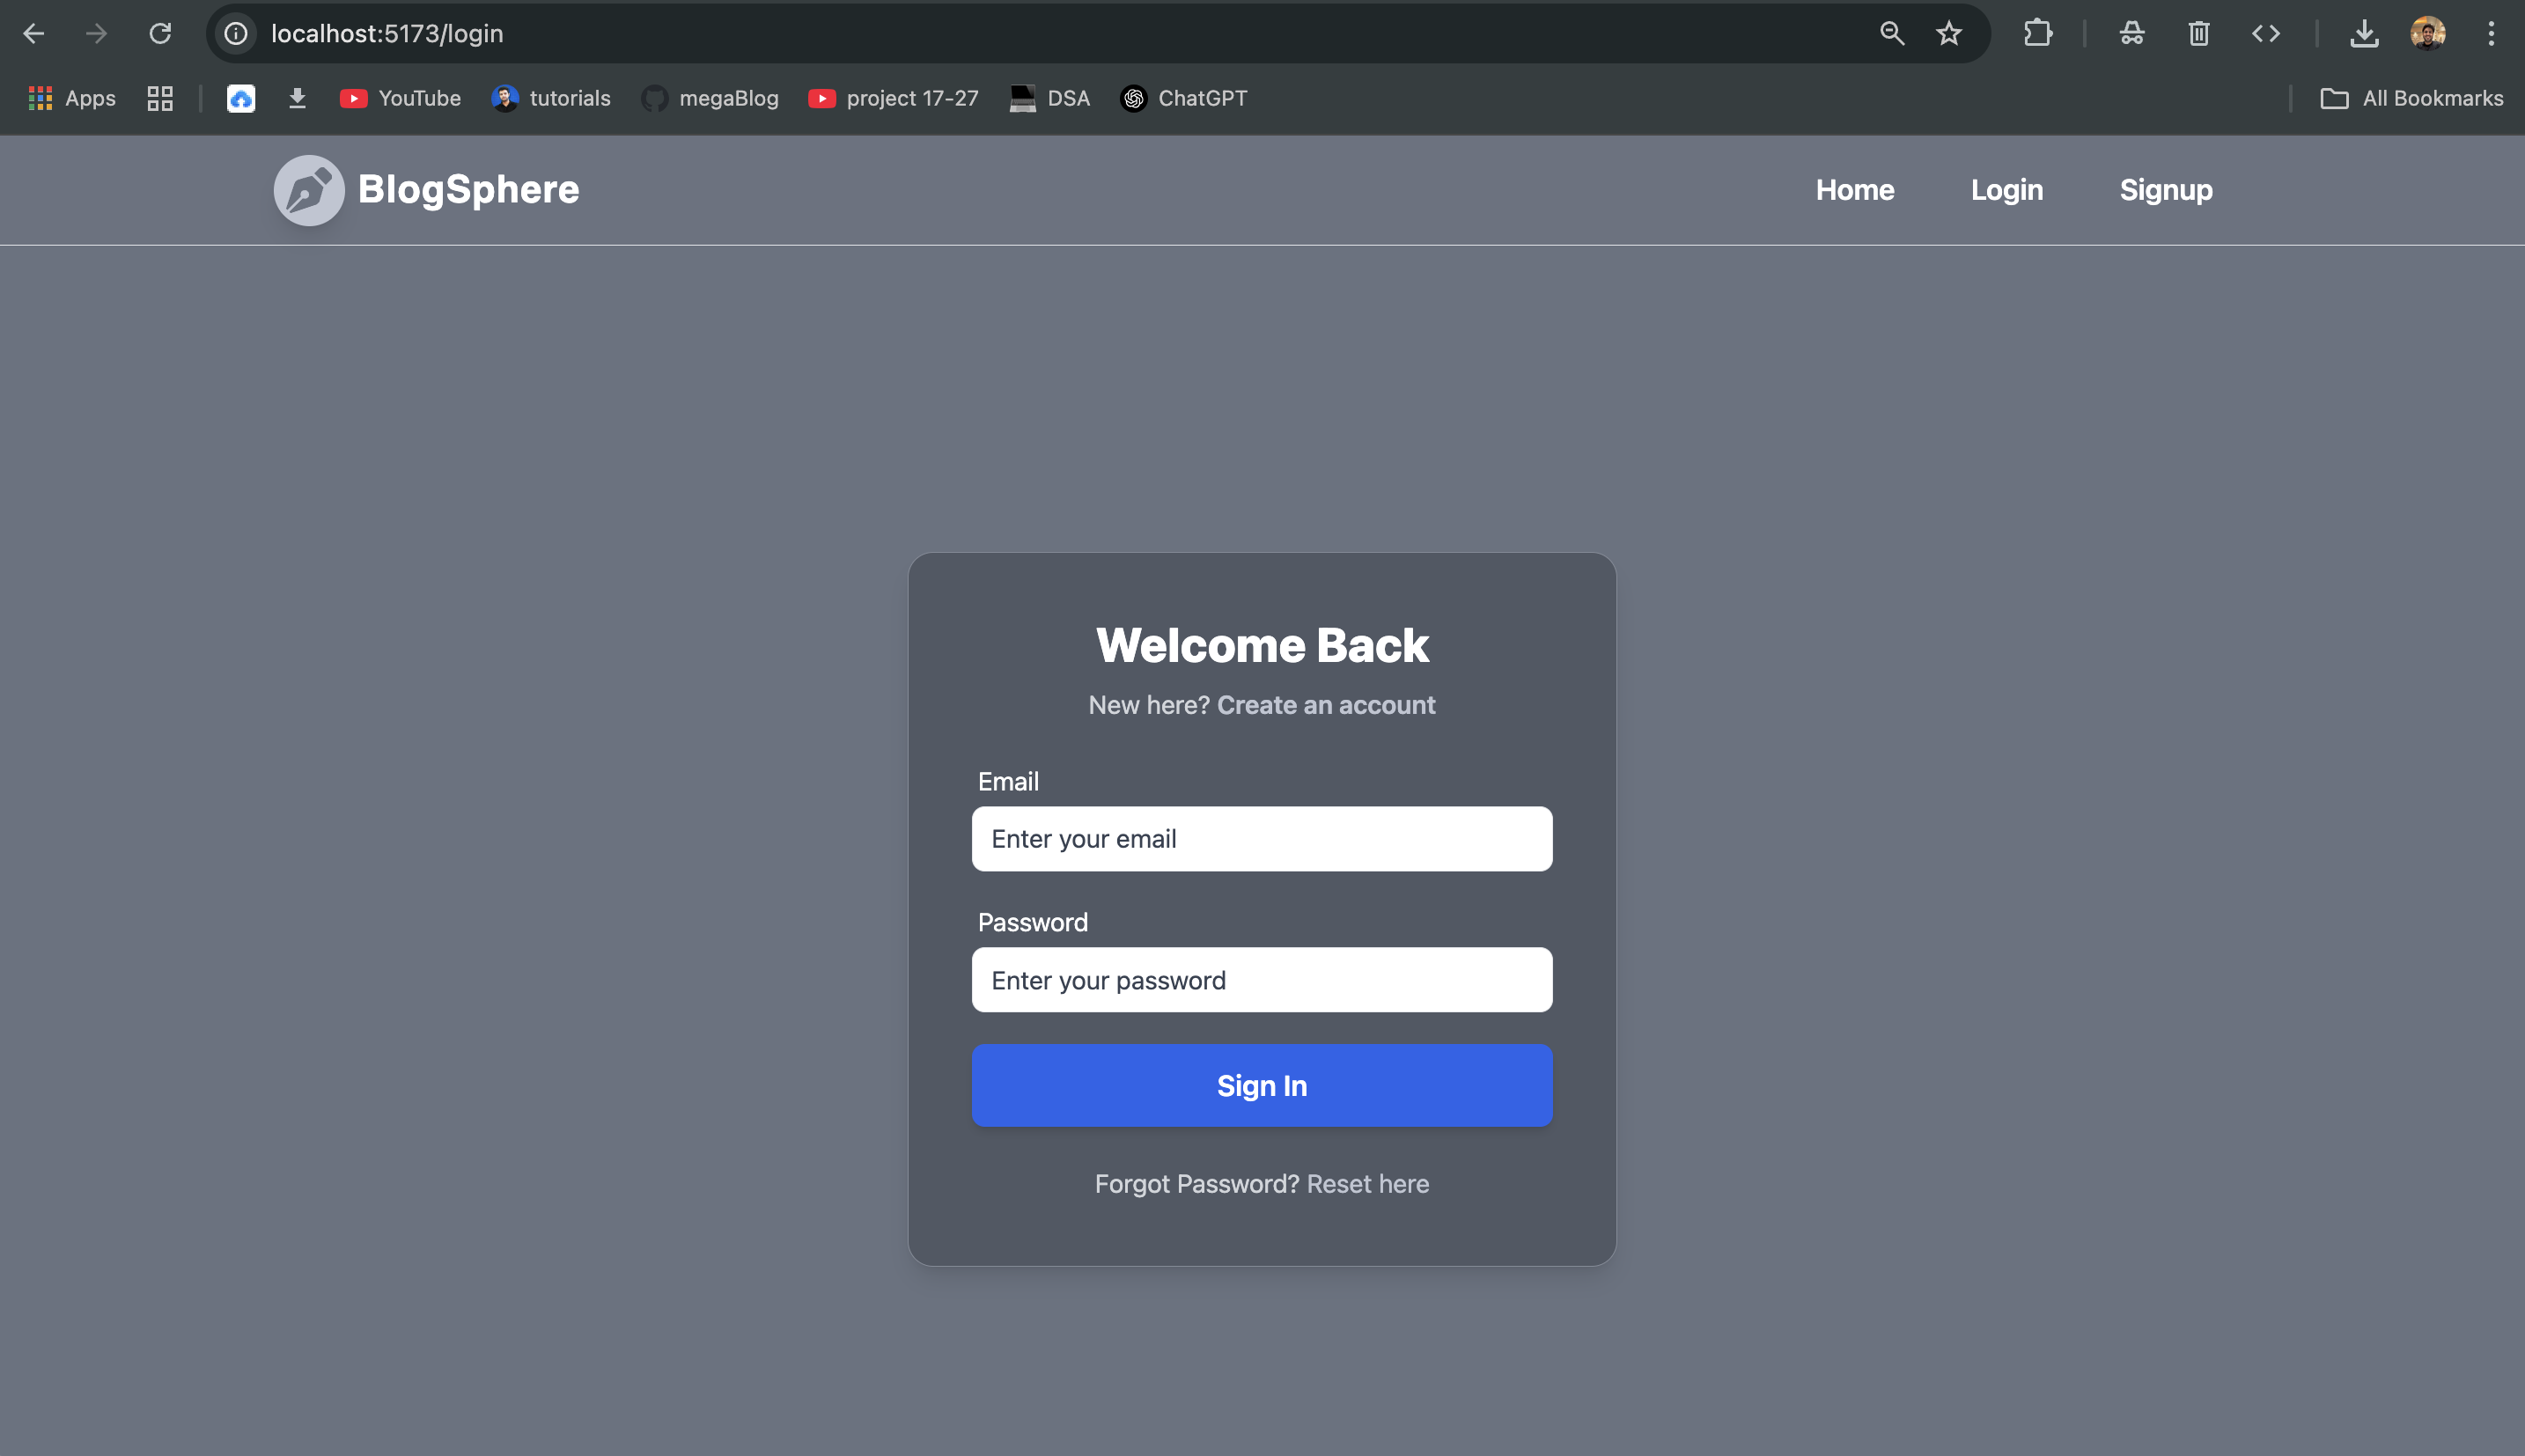 localhost:5173/login
Apps YouTube tutorials megaBlog project 17-27 DSA ChatGPT All Bookmarks
BlogSphere Home Login Signup
Welcome Back
New here? Create an account
Email
Enter your email
Password
Enter your password
Sign In
Forgot Password? Reset here